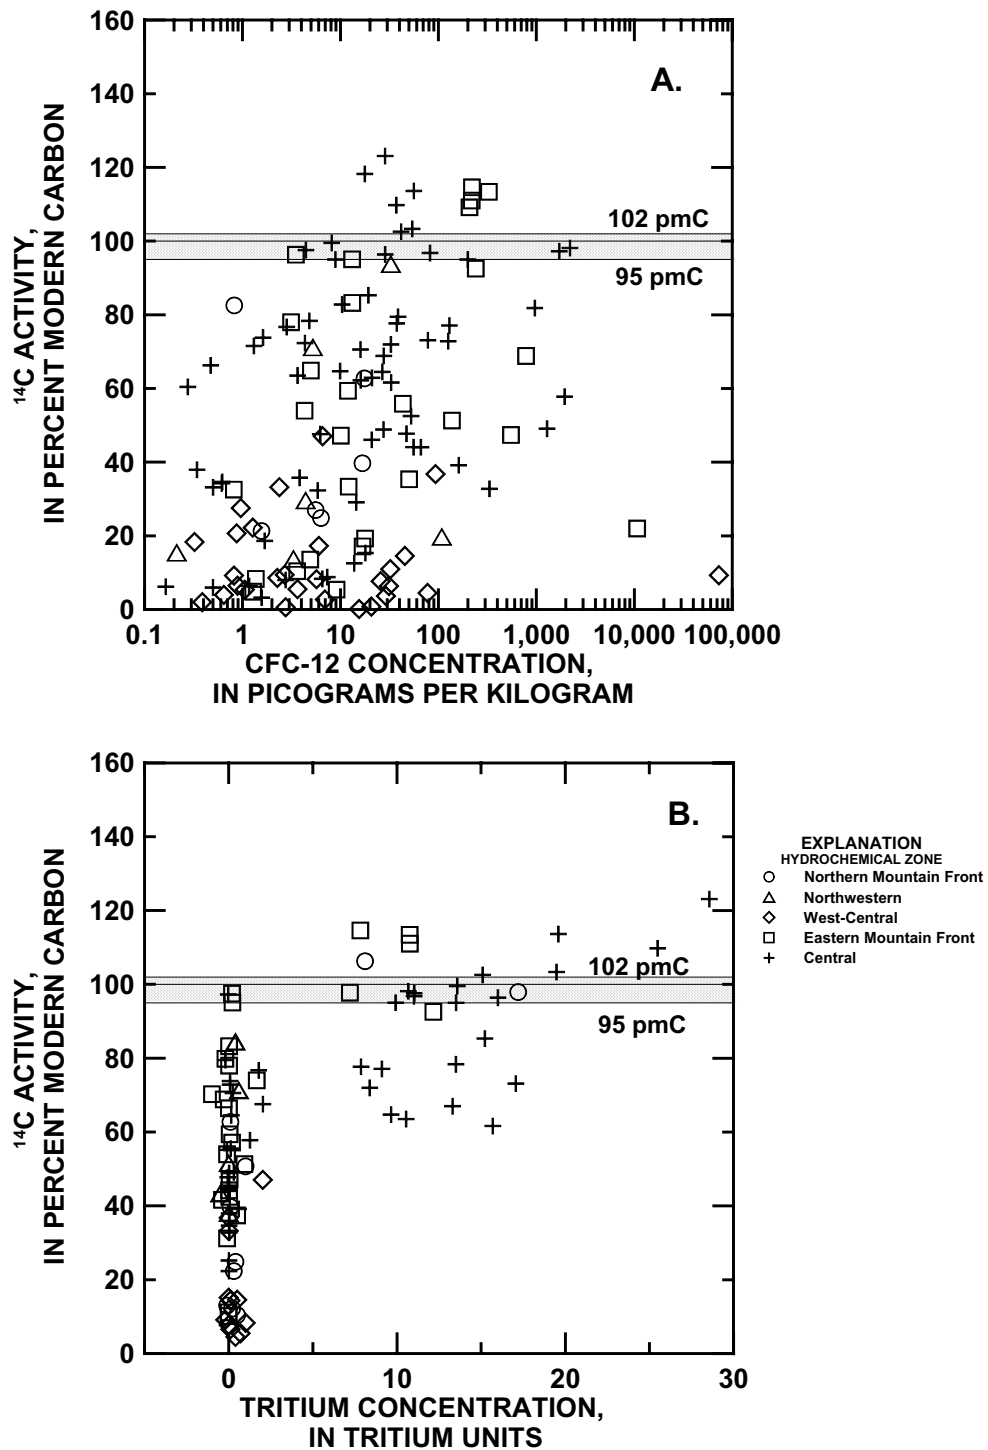 160
140
120
100
80
60
40
20
0
¹⁴C ACTIVITY,
IN PERCENT MODERN CARBON
A.
102 pmC
95 pmC
0.1 1 10 100 1,000 10,000 100,000
CFC-12 CONCENTRATION,
IN PICOGRAMS PER KILOGRAM
160
140
120
100
80
60
40
20
0
¹⁴C ACTIVITY,
IN PERCENT MODERN CARBON
B.
102 pmC
95 pmC
0 10 20 30
TRITIUM CONCENTRATION,
IN TRITIUM UNITS
EXPLANATION
HYDROCHEMICAL ZONE
Northern Mountain Front
Northwestern
West-Central
Eastern Mountain Front
Central